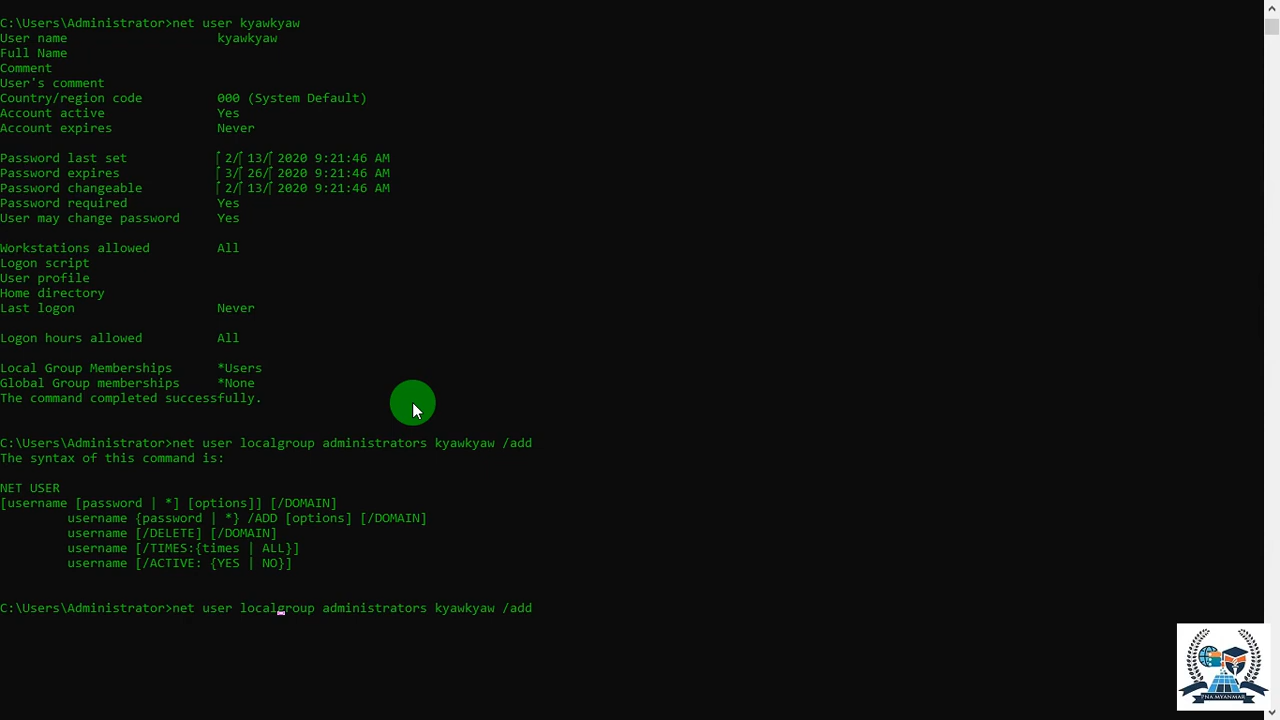 C:\Users\Administrator>net user kyawkyaw
User name kyawkyaw
Full Name
Comment
User's comment
Country/region code 000 (System Default)
Account active Yes
Account expires Never
Password last set 2/ 13/ 2020 9:21:46 AM
Password expires 3/ 26/ 2020 9:21:46 AM
Password changeable 2/ 13/ 2020 9:21:46 AM
Password required Yes
User may change password Yes
Workstations allowed All
Logon script
User profile
Home directory
Last logon Never
Logon hours allowed All
Local Group Memberships *Users
Global Group memberships *None
The command completed successfully.
C:\Users\Administrator>net user localgroup administrators kyawkyaw /add
The syntax of this command is:
NET USER
[username [password | *] [options]] [/DOMAIN]
username {password | *} /ADD [options] [/DOMAIN]
username [/DELETE] [/DOMAIN]
username [/TIMES:{times | ALL}]
username [/ACTIVE: {YES | NO}]
C:\Users\Administrator>net user localgroup administrators kyawkyaw /add